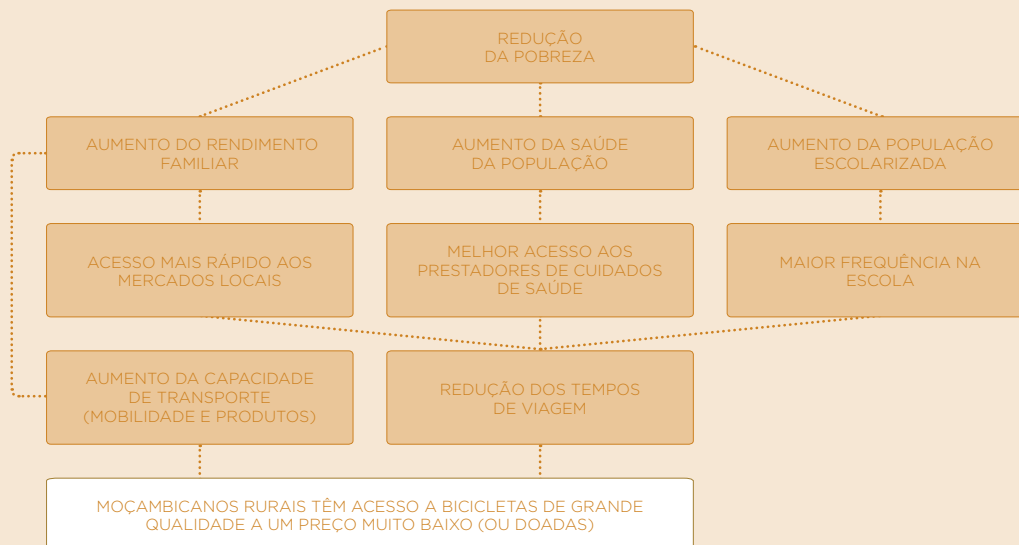 REDUÇÃO
DA POBREZA
AUMENTO DO RENDIMENTO
FAMILIAR
AUMENTO DA SAÚDE
DA POPULAÇÃO
AUMENTO DA POPULAÇÃO
ESCOLARIZADA
ACESSO MAIS RÁPIDO AOS
MERCADOS LOCAIS
MELHOR ACESSO AOS
PRESTADORES DE CUIDADOS
DE SAÚDE
MAIOR FREQUÊNCIA NA
ESCOLA
AUMENTO DA CAPACIDADE
DE TRANSPORTE
(MOBILIDADE E PRODUTOS)
REDUÇÃO DOS TEMPOS
DE VIAGEM
MOÇAMBICANOS RURAIS TÊM ACESSO A BICICLETAS DE GRANDE
QUALIDADE A UM PREÇO MUITO BAIXO (OU DOADAS)